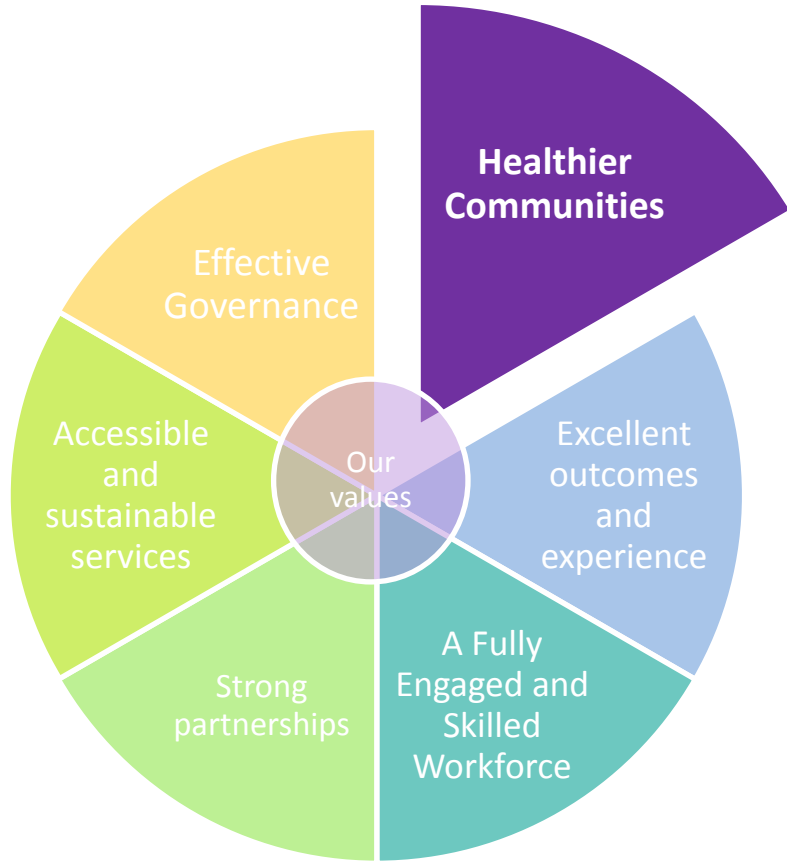 Healthier
Communities
Excellent
outcomes
and
experience
A Fully
Engaged and
Skilled
Workforce
Strong
partnerships
Accessible
and
sustainable
services
Effective
Governance
Our
values